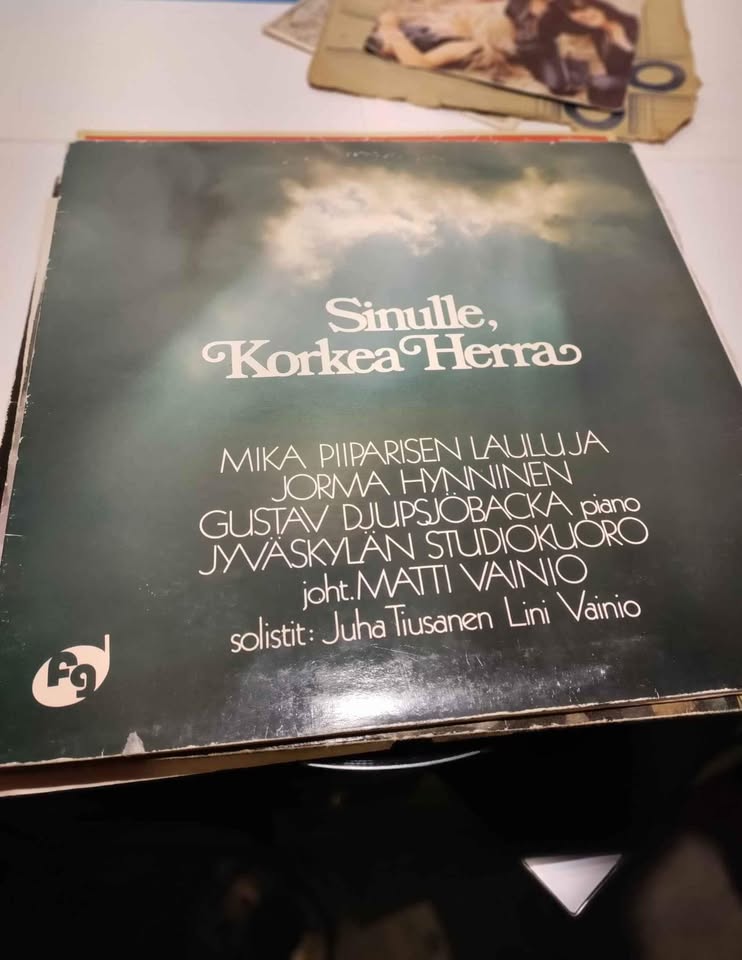 Sinulle,
Korkea Herra
MIKA PIIPARISEN LAULUJA
JORMA HYNNINEN
GUSTAV DJUPSJÖBACKA piano
JYVÄSKYLÄN STUDIOKUORO
joht. MATTI VAINIO
solistit: Juha Tiusanen Lini Vainio
fg